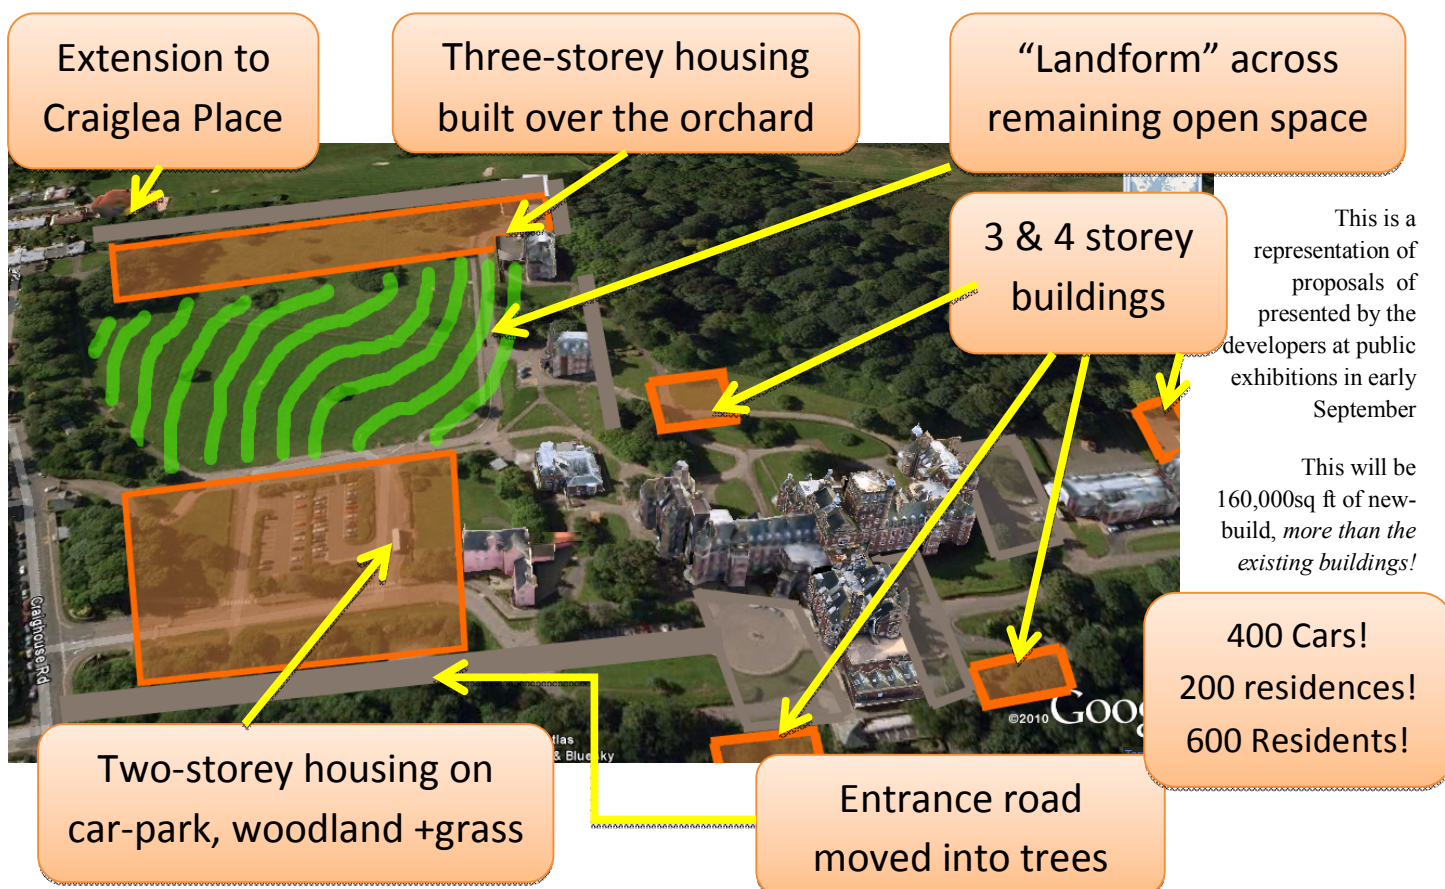 Extension to
Craiglea Place
Three-storey housing
built over the orchard
“Landform” across
remaining open space
3 & 4 storey
buildings
This is a
representation of
proposals of
presented by the
developers at public
exhibitions in early
September
This will be
160,000sq ft of new-
build, more than the
existing buildings!
400 Cars!
200 residences!
600 Residents!
Craighouse Rd
©2010 Goog
tlas
& Bluesky
Two-storey housing on
car-park, woodland +grass
Entrance road
moved into trees